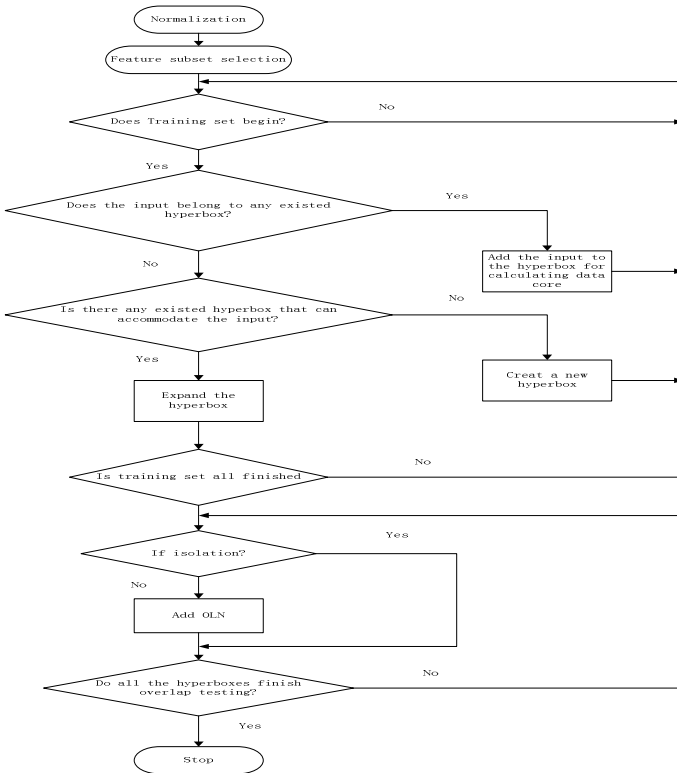 Normalization
Feature subset selection
Does Training set begin?
No
Yes
Does the input belong to any existed
hyperbox?
Yes
Add the input to
the hyperbox for
calculating data
core
No
Is there any existed hyperbox that can
accommodate the input?
No
Creat a new
hyperbox
Yes
Expand the
hyperbox
Is training set all finished
No
If isolation?
Yes
No
Add OLN
Do all the hyperboxes finish
overlap testing?
No
Yes
Stop